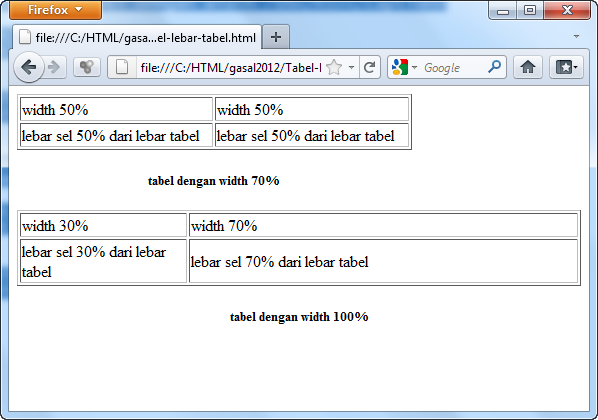 Firefox
file:///C:/HTML/gasa...el-lebar-tabel.html
file:///C:/HTML/gasal2012/Tabel-l
Google
width 50% width 50%
lebar sel 50% dari lebar tabel lebar sel 50% dari lebar tabel
tabel dengan width 70%
width 30% width 70%
lebar sel 30% dari lebar
tabel
lebar sel 70% dari lebar tabel
tabel dengan width 100%